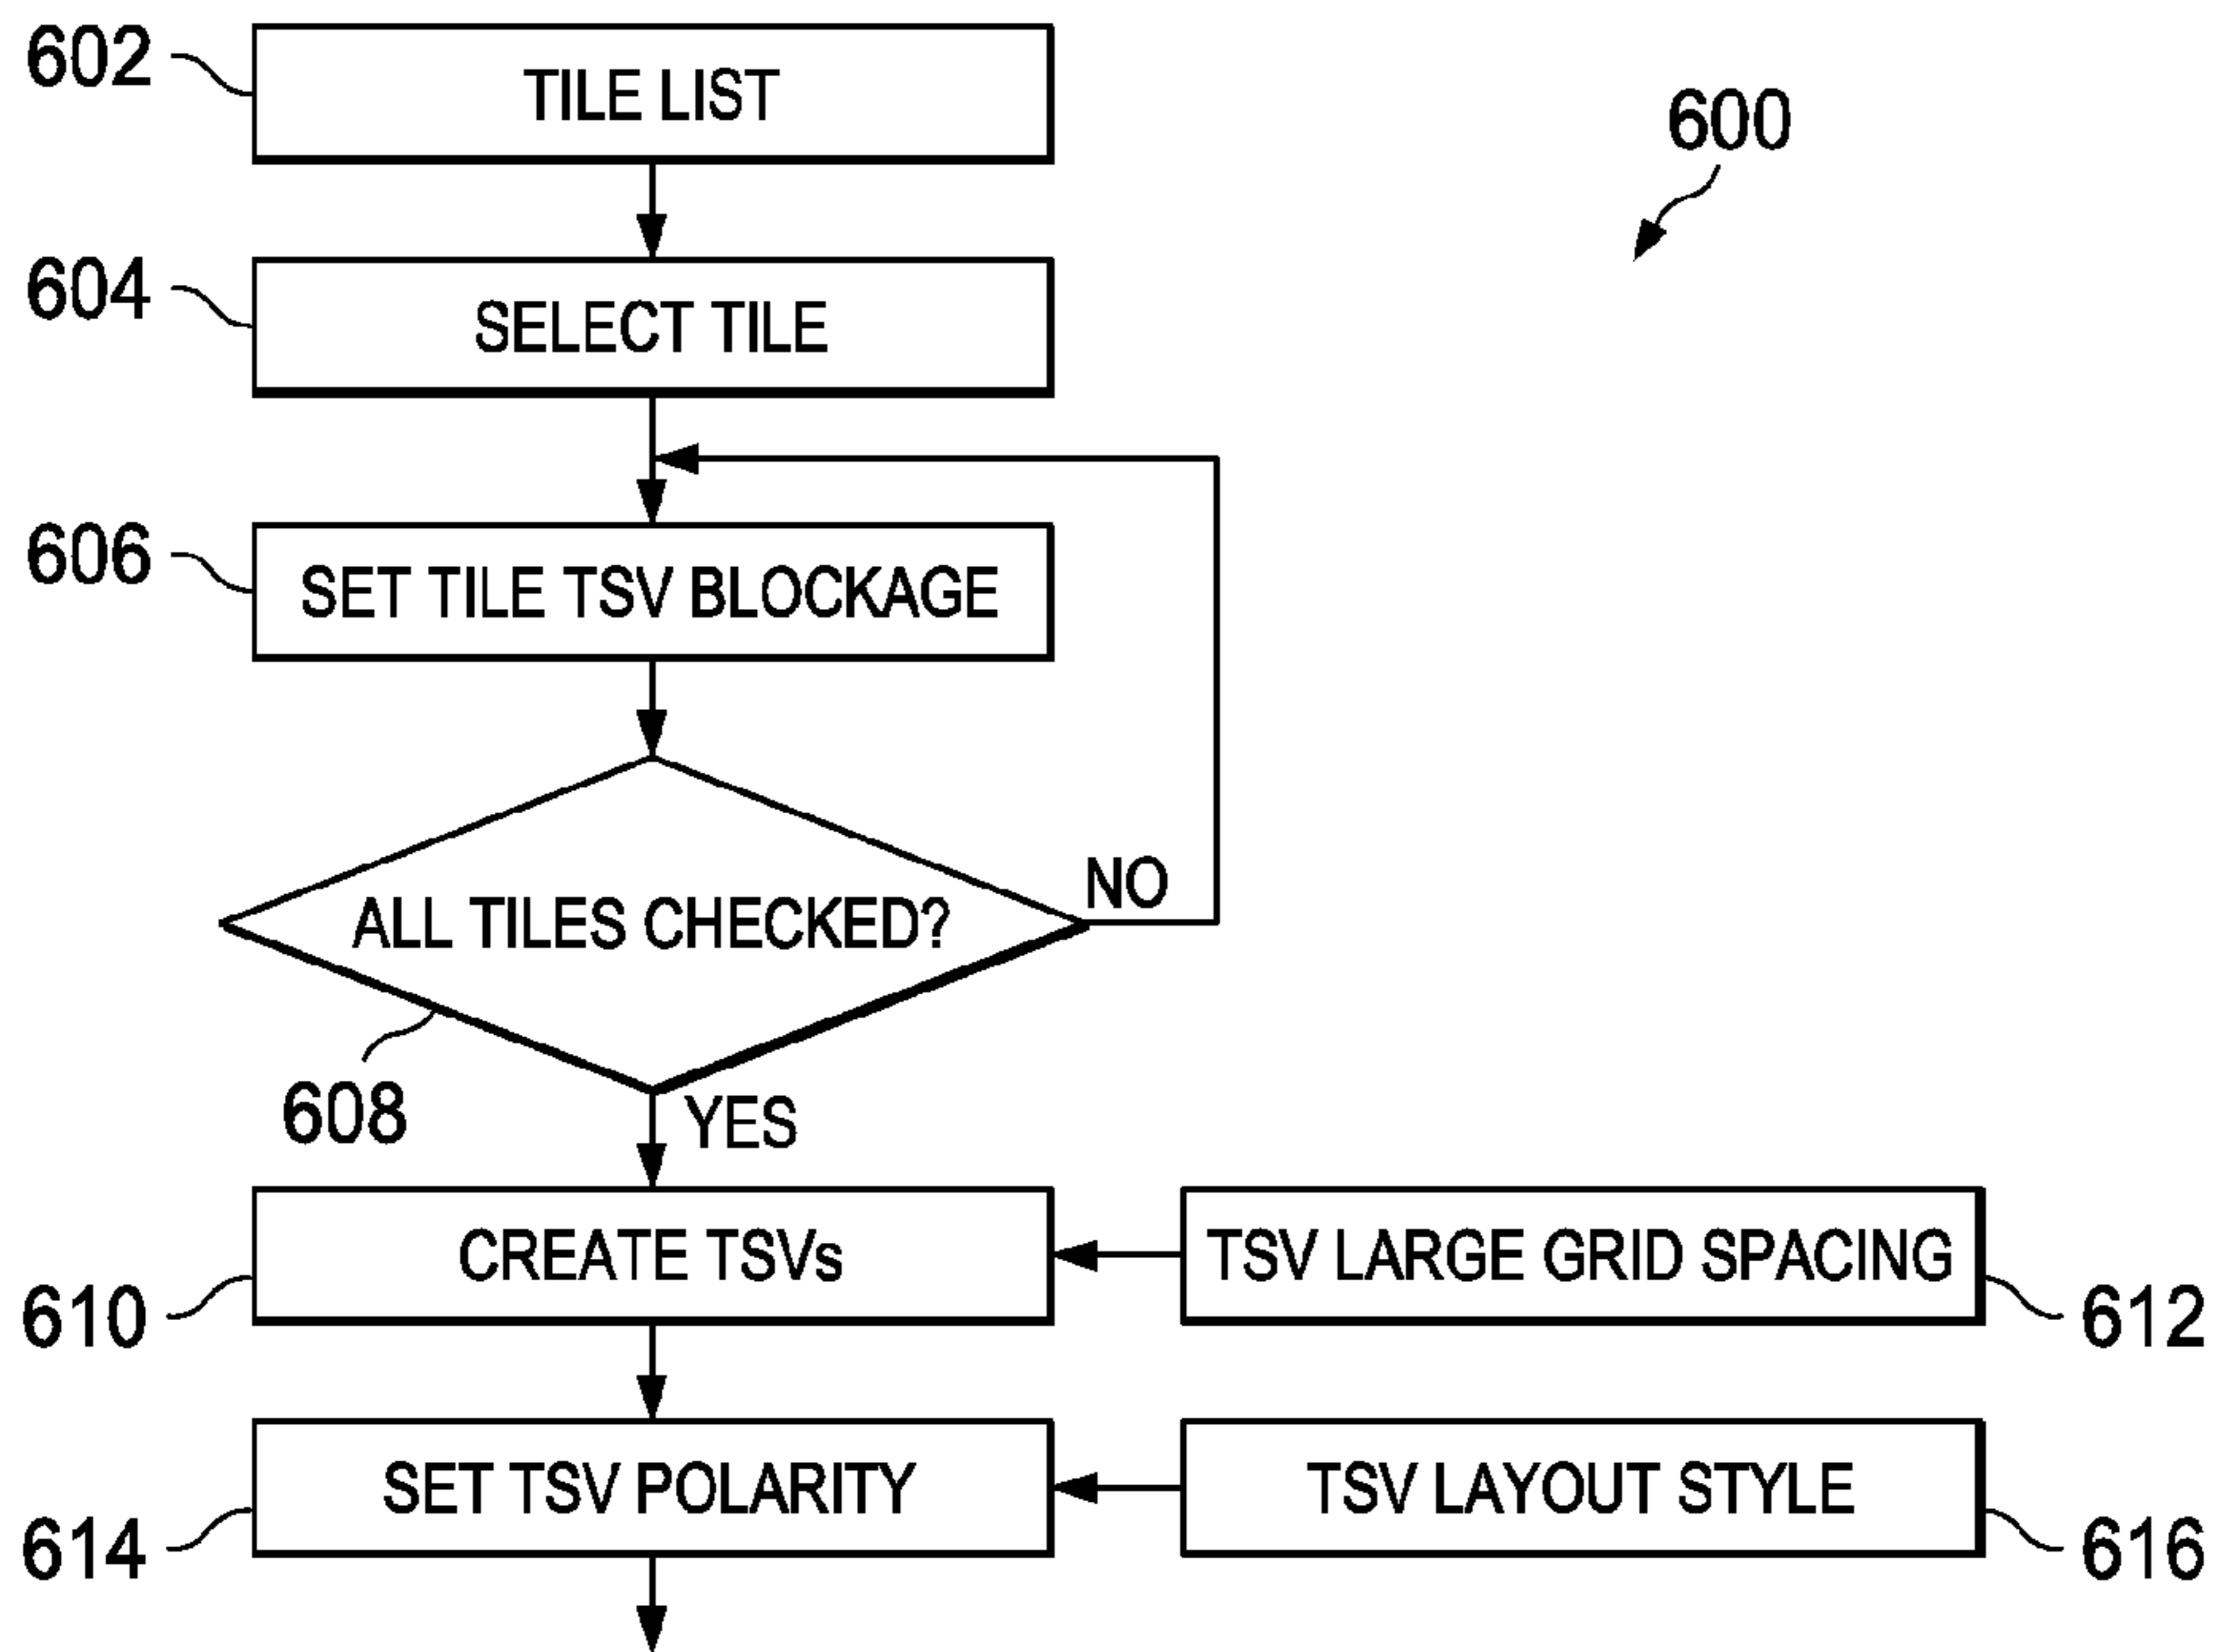 602
TILE LIST
600
604
SELECT TILE
606
SET TILE TSV BLOCKAGE
ALL TILES CHECKED?
NO
608
YES
CREATE TSVs
TSV LARGE GRID SPACING
610
612
SET TSV POLARITY
TSV LAYOUT STYLE
614
616